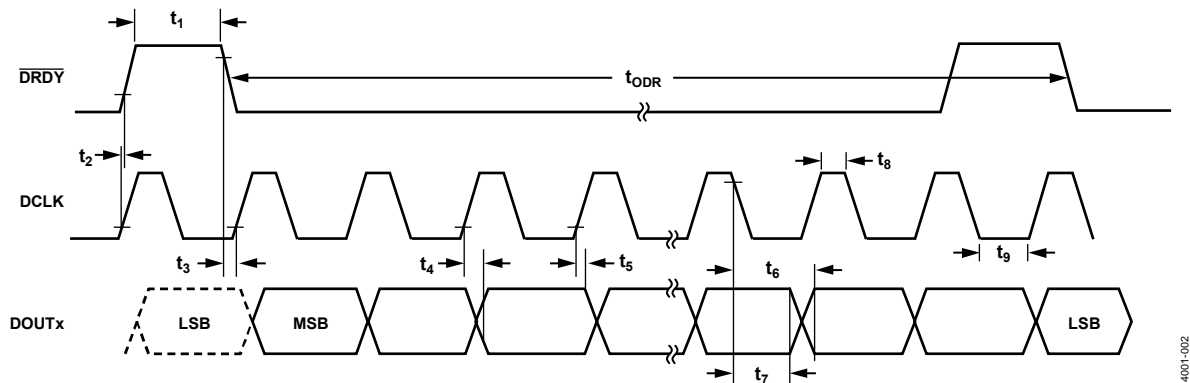 t1
DRDY
tODR
t2
t8
DCLK
t3
t4
t5
t6
t9
DOUTx
LSB
MSB
LSB
t7
4001-002